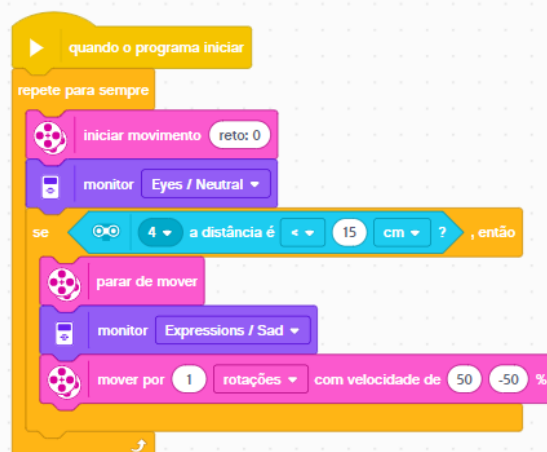 quando o programa iniciar
repete para sempre
iniciar movimento reto: 0
monitor Eyes / Neutral
se 4 a distância é < 15 cm ? , então
parar de mover
monitor Expressions / Sad
mover por 1 rotações com velocidade de 50 -50 %